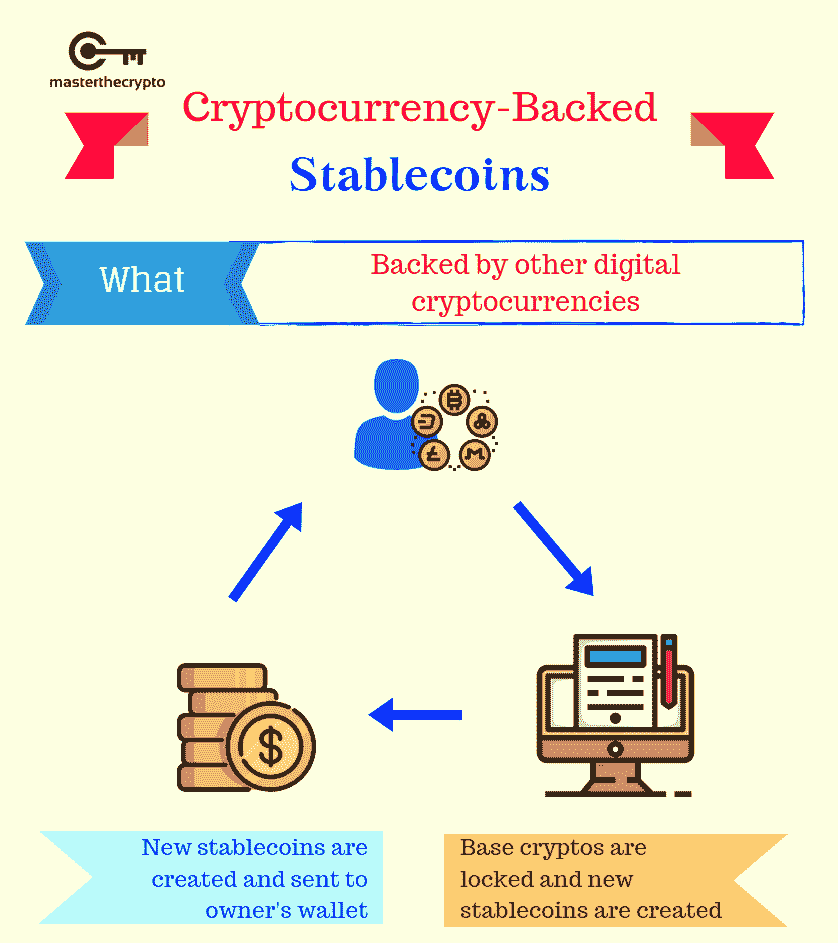 masterthecrypto
Cryptocurrency-Backed
Stablecoins
What
Backed by other digital
cryptocurrencies
$
New stablecoins are
created and sent to
owner's wallet
Base cryptos are
locked and new
stablecoins are created